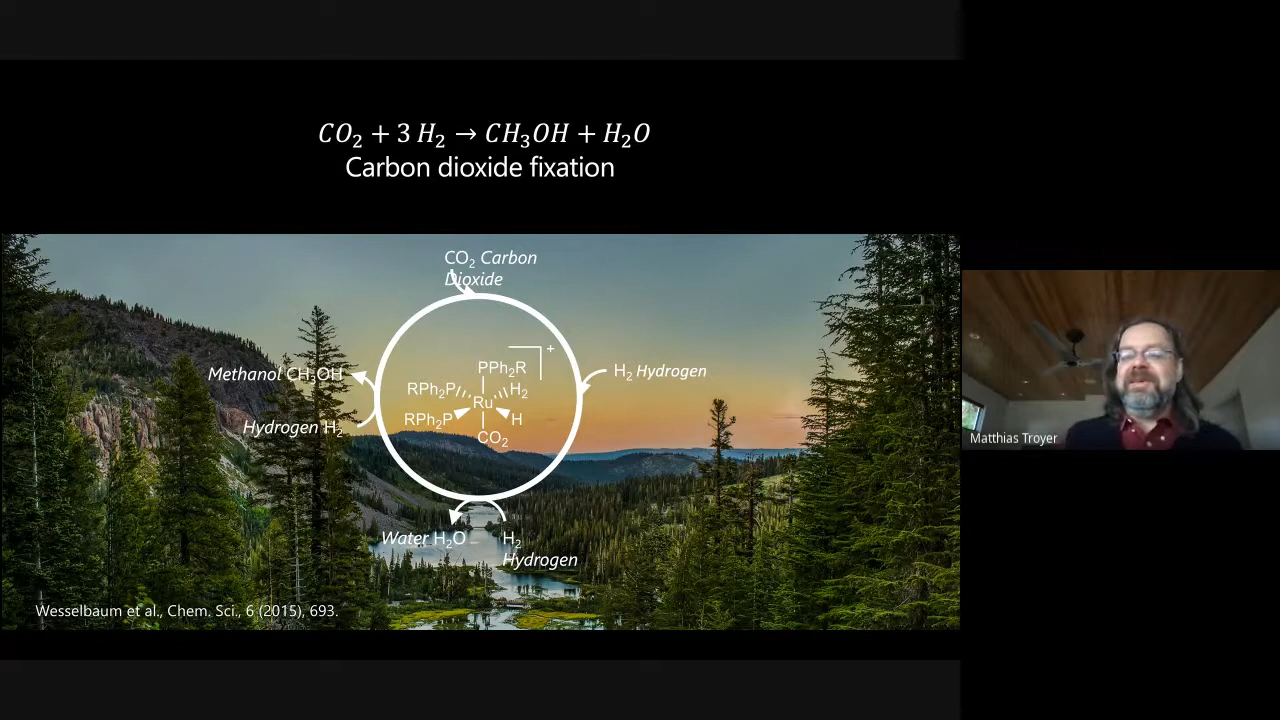 CO₂ + 3 H₂ → CH₃OH + H₂O
Carbon dioxide fixation
CO₂ Carbon
Dioxide
+
PPh₂R
Methanol CH₃OH
H₂ Hydrogen
RPh₂P
H₂
Ru
RPh₂P
H
Hydrogen H₂
CO₂
Matthias Troyer
Water H₂O
H₂
Hydrogen
Wesselbaum et al., Chem. Sci., 6 (2015), 693.